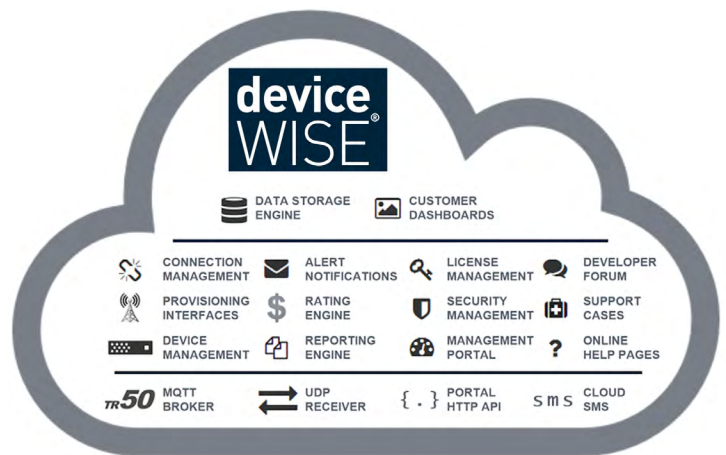 device
WISE®
DATA STORAGE
ENGINE
CUSTOMER
DASHBOARDS
CONNECTION
MANAGEMENT
ALERT
NOTIFICATIONS
LICENSE
MANAGEMENT
DEVELOPER
FORUM
PROVISIONING
INTERFACES
$
RATING
ENGINE
SECURITY
MANAGEMENT
SUPPORT
CASES
DEVICE
MANAGEMENT
REPORTING
ENGINE
MANAGEMENT
PORTAL
?
ONLINE
HELP PAGES
TR50
MQTT
BROKER
UDP
RECEIVER
{.}
PORTAL
HTTP API
sms
CLOUD
SMS